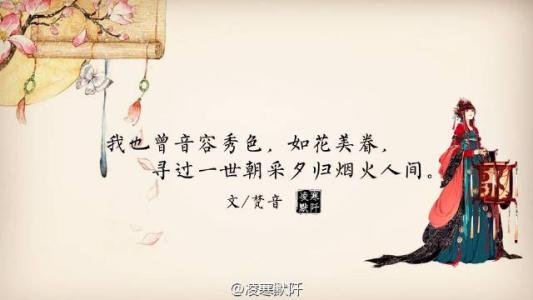 我也曾音容秀色，如花美眷，
寻过一世朝采夕归烟火人间。
文/梵音
凌寒
默阡
@凌寒默阡